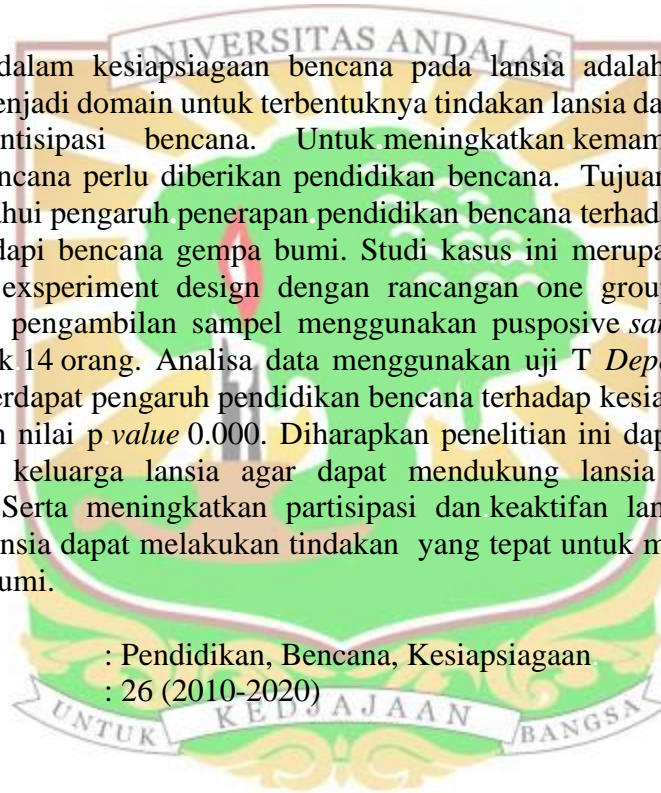 UNIVERSITAS ANDALAS
dalam kesiapsiagaan bencana pada lansia adalah
enjadi domain untuk terbentuknya tindakan lansia da
ntisipasi bencana. Untuk meningkatkan kemam
ncana perlu diberikan pendidikan bencana. Tujuan
ahui pengaruh penerapan pendidikan bencana terhad
dapi bencana gempa bumi. Studi kasus ini merupa
exsperiment design dengan rancangan one grou
pengambilan sampel menggunakan pusposive sar
k 14 orang. Analisa data menggunakan uji T Depe
erdapat pengaruh pendidikan bencana terhadap kesia
n nilai p value 0.000. Diharapkan penelitian ini dap
keluarga lansia agar dapat mendukung lansia
Serta meningkatkan partisipasi dan keaktifan lan
nsia dapat melakukan tindakan yang tepat untuk m
umi.
: Pendidikan, Bencana, Kesiapsiagaan
: 26 (2010-2020)
UNTUK KEDJAJAAN BANGSA